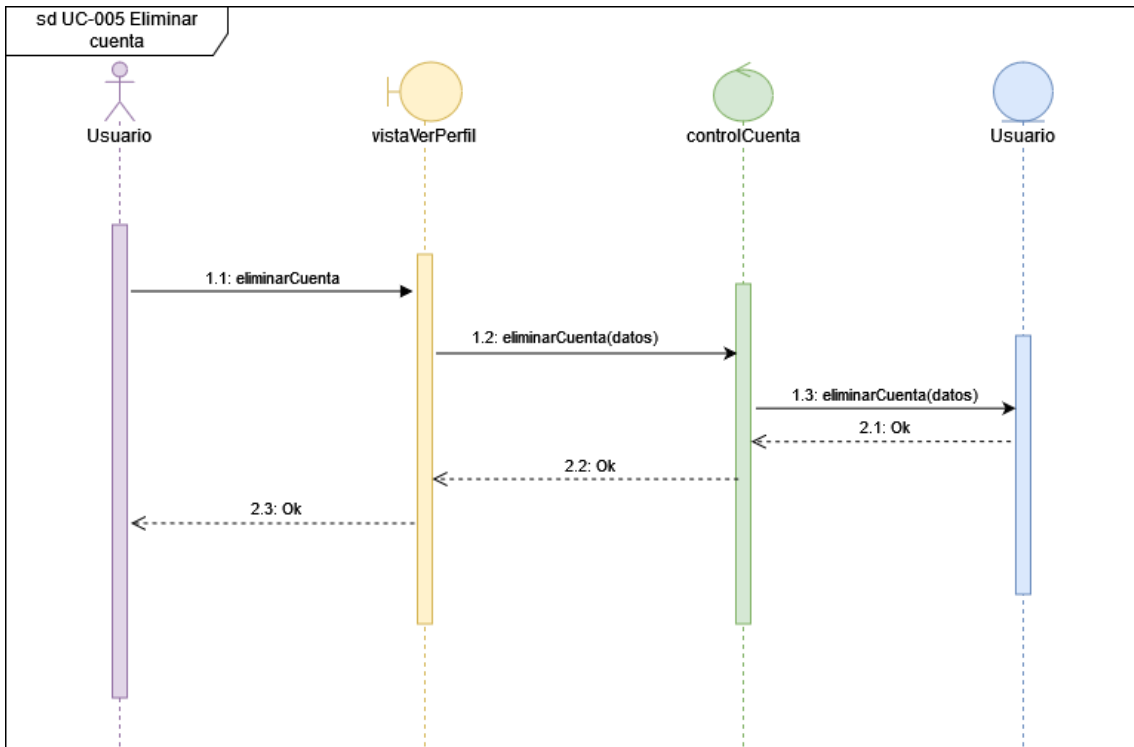 sd UC-005 Eliminar
cuenta
Usuario
vistaVerPerfil
controlCuenta
Usuario
1.1: eliminarCuenta
1.2: eliminarCuenta(datos)
1.3: eliminarCuenta(datos)
2.1: Ok
2.2: Ok
2.3: Ok